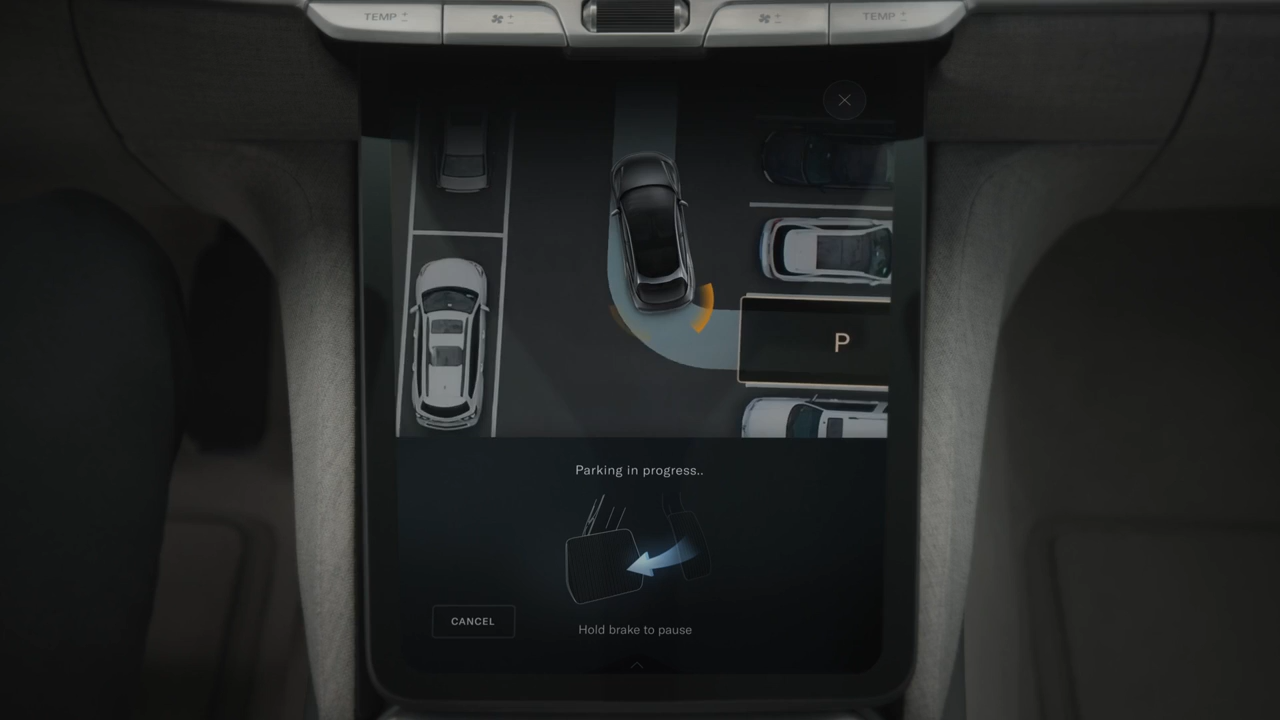 TEMP + -
+ -
+ -
TEMP + -
P
Parking in progress..
CANCEL
Hold brake to pause